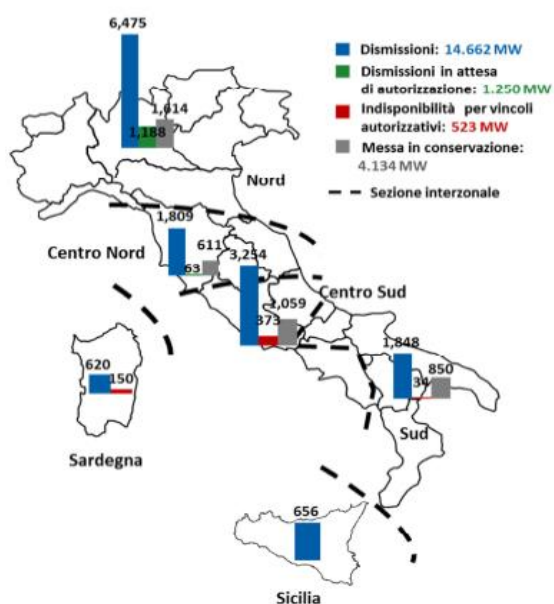 6,475
Dismissioni: 14.662 MW
Dismissioni in attesa
di autorizzazione: 1.250 MW
Indisponibilità per vincoli
autorizzativi: 523 MW
Messa in conservazione:
4.134 MW
Sezione interzonale
1,614
1,188
Nord
1,809
Centro Nord
611
63
3,254
Centro Sud
1,059
373
1,848
850
34
620
150
Sud
Sardegna
656
Sicilia